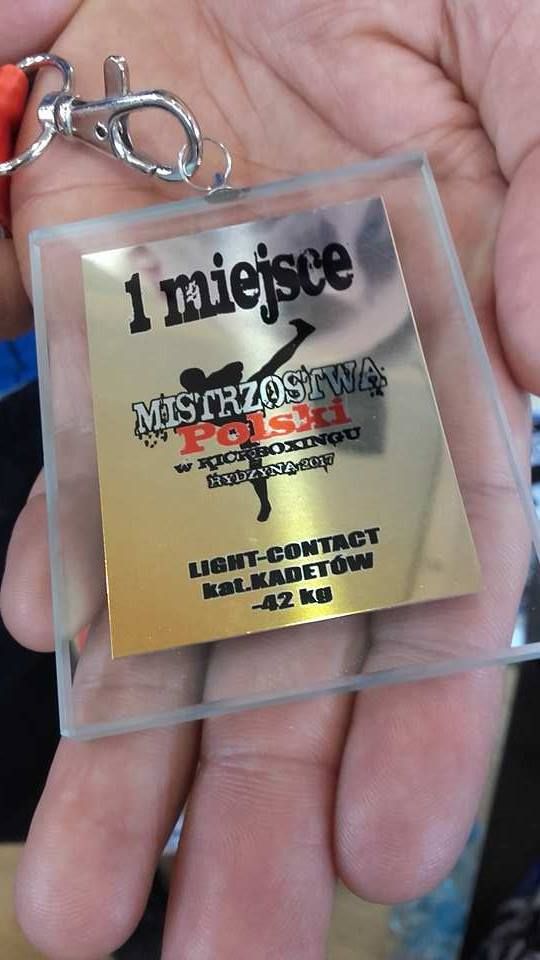 1 miejsce
MISTRZOSTWA
Polski
w KICKBOXINGU
RYDZYNA 2017
LIGHT-CONTACT
kat.KADETÓW
-42 kg